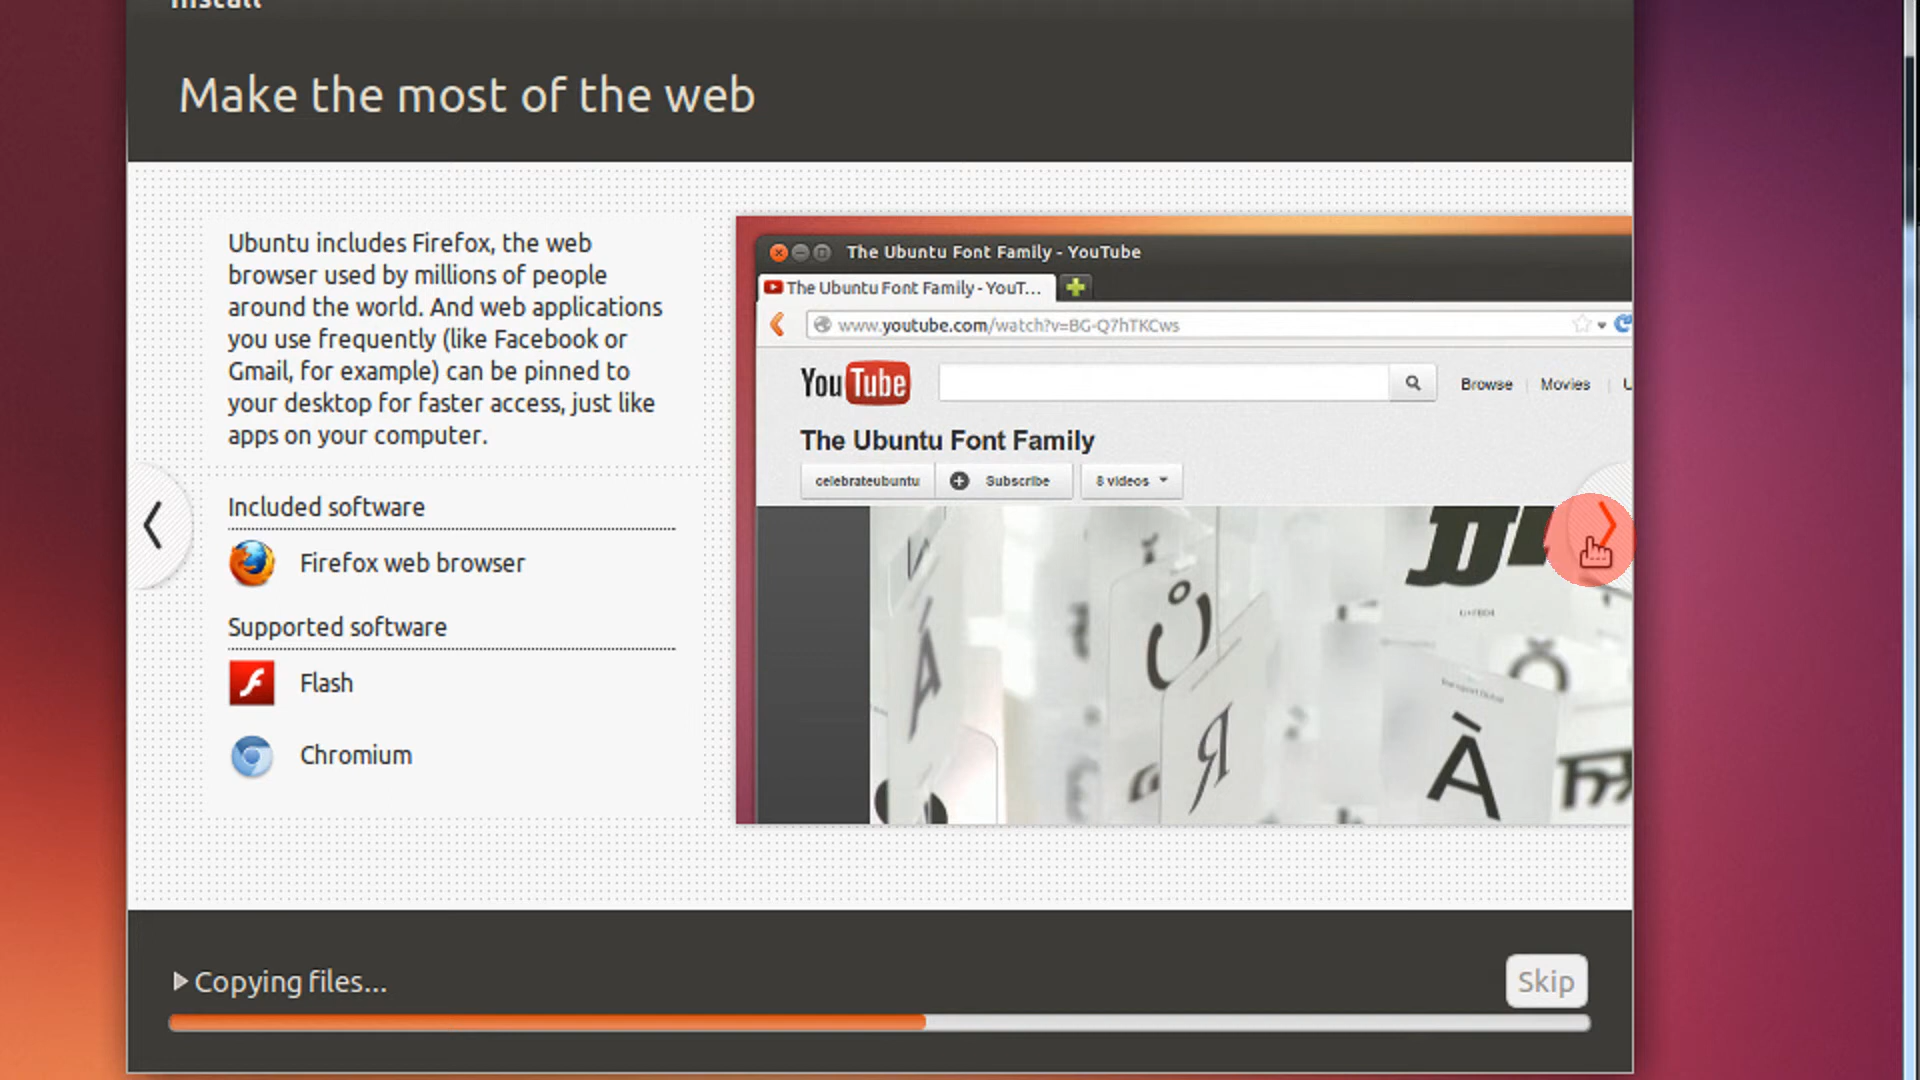 Install
Make the most of the web
Ubuntu includes Firefox, the web
browser used by millions of people
around the world. And web applications
you use frequently (like Facebook or
Gmail, for example) can be pinned to
your desktop for faster access, just like
apps on your computer.
Included software
Firefox web browser
Supported software
Flash
Chromium
The Ubuntu Font Family - YouTube
The Ubuntu Font Family - YouT...
www.youtube.com/watch?v=BG-Q7hTKCws
YouTube
Browse
Movies
U
The Ubuntu Font Family
celebrateubuntu
Subscribe
8 videos
Я
À
Copying files...
Skip